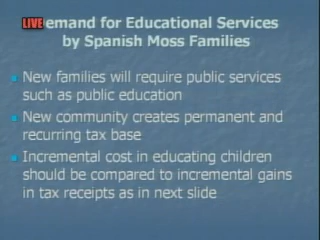 LIVE emand for Educational Services
by Spanish Moss Families
New families will require public services
such as public education
New community creates permanent and
recurring tax base
Incremental cost in educating children
should be compared to incremental gains
in tax receipts as in next slide